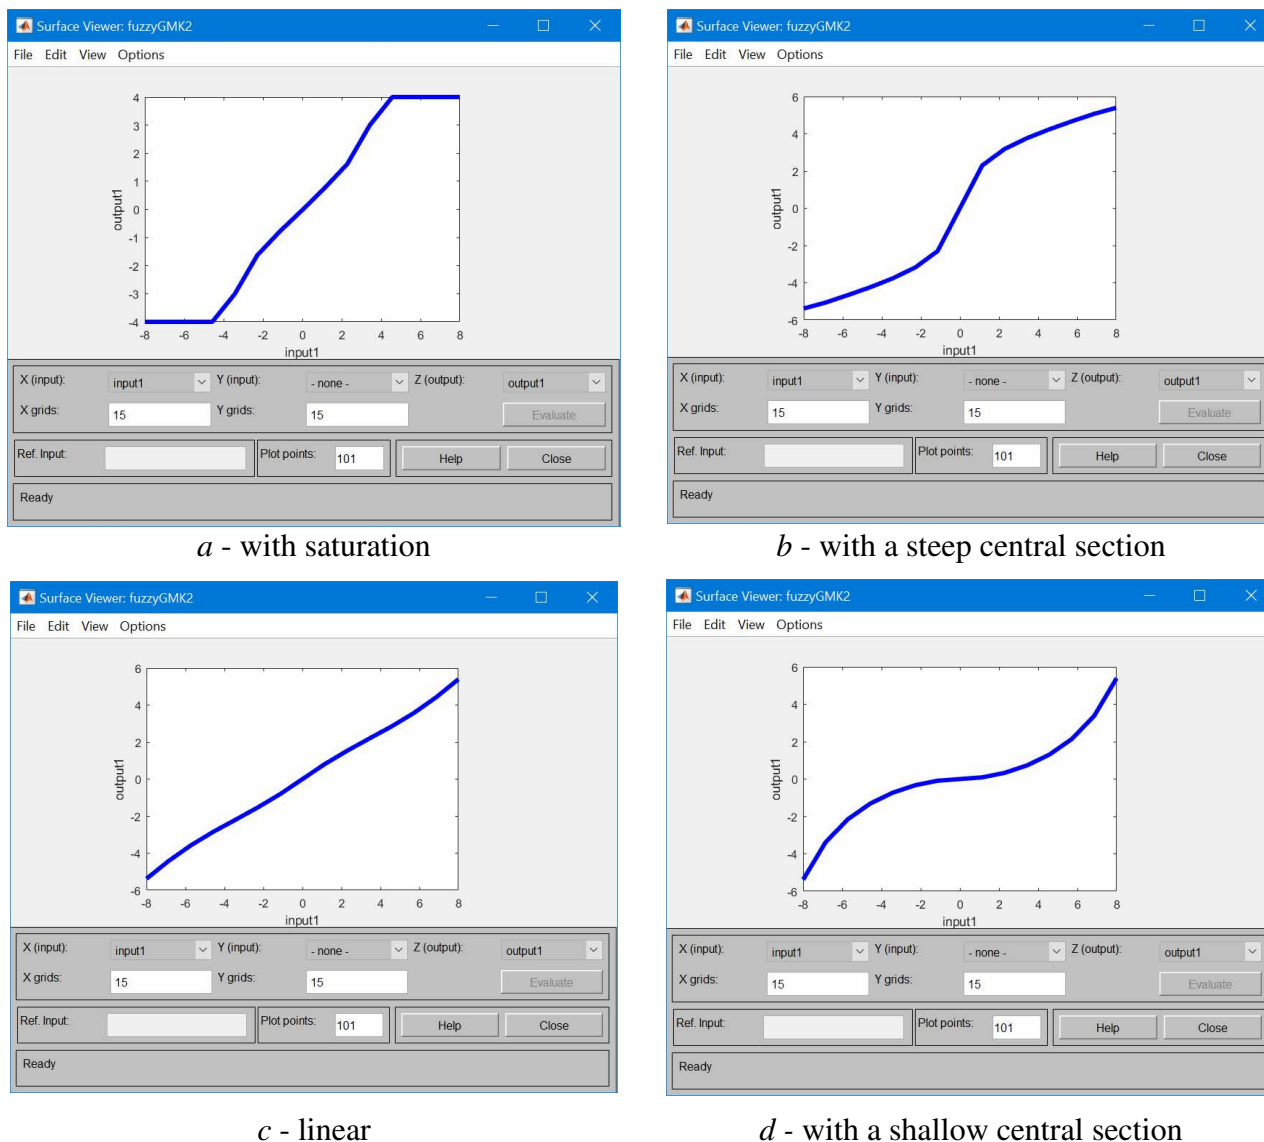 Surface Viewer: fuzzyGMK2
File Edit View Options
4
3
2
1
0
-1
-2
-3
-4
output1
-8 -6 -4 -2 0 2 4 6 8
input1
X (input): input1 Y (input): - none - Z (output): output1
X grids: 15 Y grids: 15 Evaluate
Ref. Input: Plot points: 101 Help Close
Ready
a - with saturation
Surface Viewer: fuzzyGMK2
File Edit View Options
6
4
2
0
-2
-4
-6
output1
-8 -6 -4 -2 0 2 4 6 8
input1
X (input): input1 Y (input): - none - Z (output): output1
X grids: 15 Y grids: 15 Evaluate
Ref. Input: Plot points: 101 Help Close
Ready
b - with a steep central section
Surface Viewer: fuzzyGMK2
File Edit View Options
6
4
2
0
-2
-4
-6
output1
-8 -6 -4 -2 0 2 4 6 8
input1
X (input): input1 Y (input): - none - Z (output): output1
X grids: 15 Y grids: 15 Evaluate
Ref. Input: Plot points: 101 Help Close
Ready
c - linear
Surface Viewer: fuzzyGMK2
File Edit View Options
6
4
2
0
-2
-4
-6
output1
-8 -6 -4 -2 0 2 4 6 8
input1
X (input): input1 Y (input): - none - Z (output): output1
X grids: 15 Y grids: 15 Evaluate
Ref. Input: Plot points: 101 Help Close
Ready
d - with a shallow central section